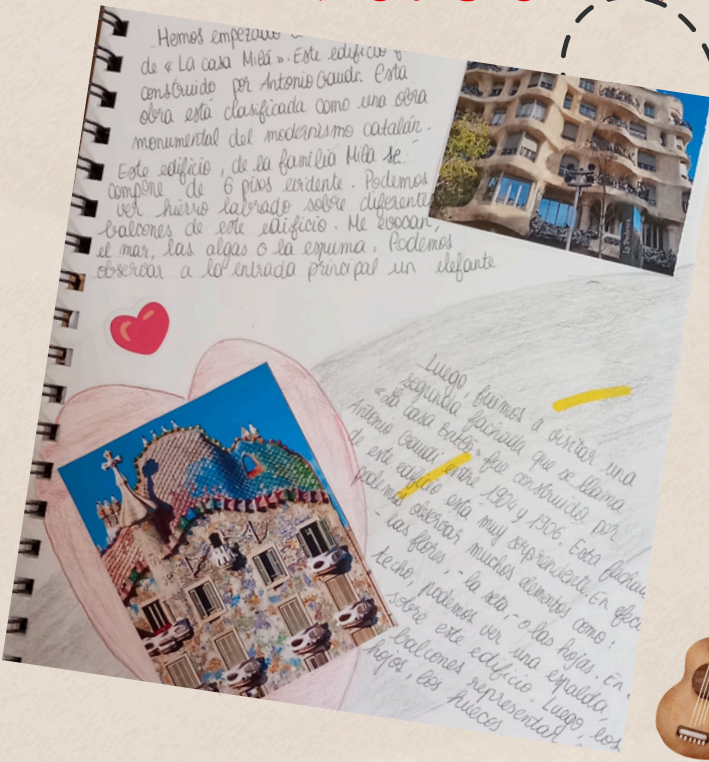 Hemos empezado
de « La casa Milá ». Este edificio
construido por Antonio Gaudí. Esta
obra está clasificada como una obra
monumental del modernismo catalán.
Este edificio, de la familia Milà se
compone de 6 pisos evidente. Podemos
ver hierro labrado sobre diferente
balcones de este edificio. Me evocan,
el mar, las algas o la espuma. Podemos
observar a la entrada principal un elefante
Luego, fuimos a visitar una
segunda fachada que se llama
« La casa Batlló » fue construida por
Antonio Gaudí entre 1904 y 1906. Esta fachada
de este edificio está muy sorprendente. En efec
podemos observar muchos elementos como :
- las flores, - la seta, o las hojas. En
techo, podemos ver una espalda,
sobre este edificio. Luego, los
balcones representan los
hojos, los huecos